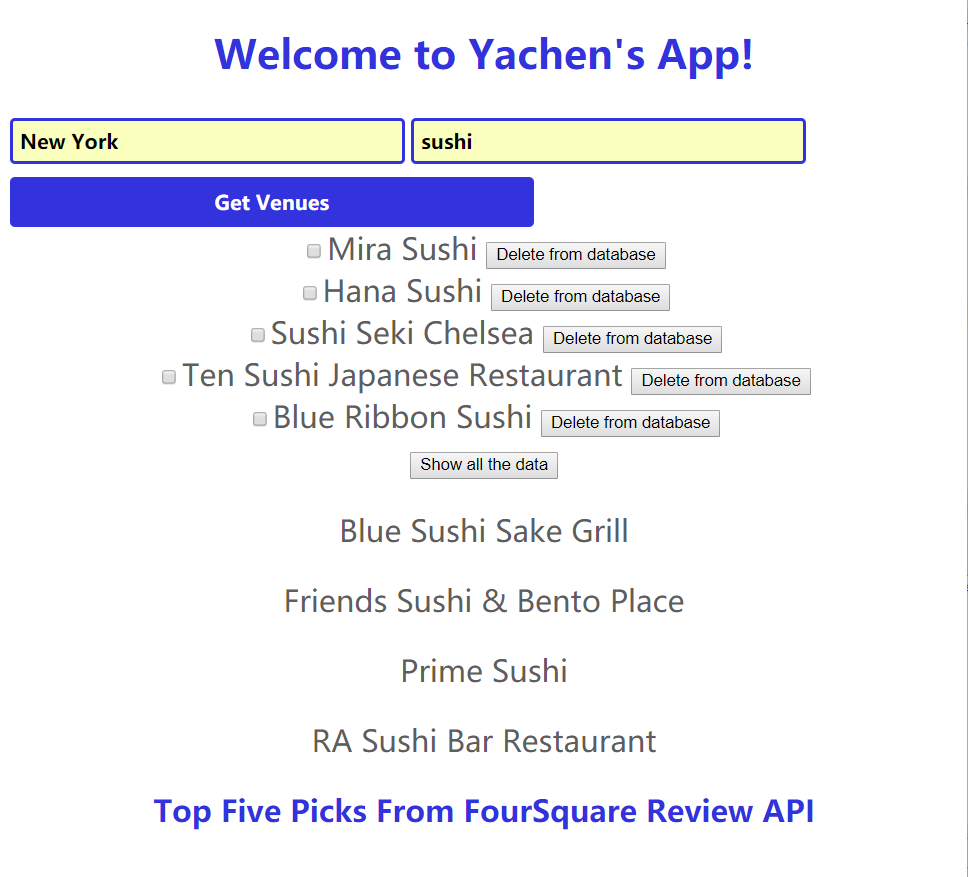 Welcome to Yachen's App!
New York sushi
Get Venues
Mira Sushi Delete from database
Hana Sushi Delete from database
Sushi Seki Chelsea Delete from database
Ten Sushi Japanese Restaurant Delete from database
Blue Ribbon Sushi Delete from database
Show all the data
Blue Sushi Sake Grill
Friends Sushi & Bento Place
Prime Sushi
RA Sushi Bar Restaurant
Top Five Picks From FourSquare Review API